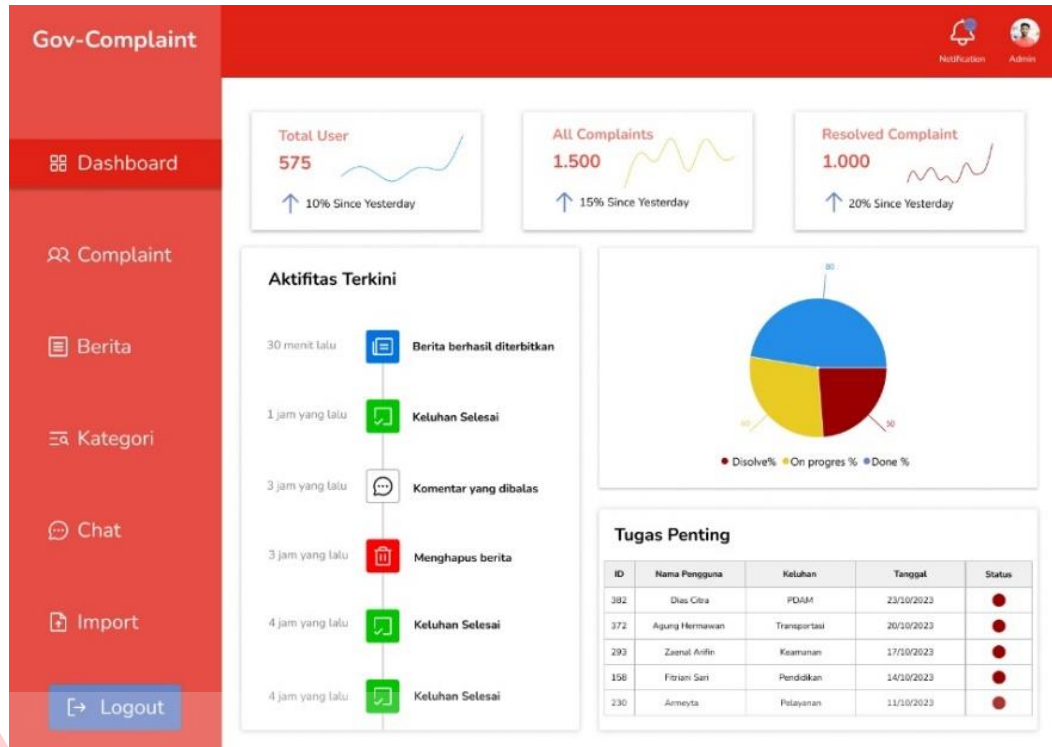 Gov-Complaint
Notification
Admin
Dashboard
Complaint
Berita
Kategori
Chat
Import
Logout
Total User
575
10% Since Yesterday
All Complaints
1.500
15% Since Yesterday
Resolved Complaint
1.000
20% Since Yesterday
Aktifitas Terkini
30 menit lalu Berita berhasil diterbitkan
1 jam yang lalu Keluhan Selesai
3 jam yang lalu Komentar yang dibalas
3 jam yang lalu Menghapus berita
4 jam yang lalu Keluhan Selesai
4 jam yang lalu Keluhan Selesai
80
50
Disolve% On progres % Done %
Tugas Penting
ID Nama Pengguna Keluhan Tanggal Status
382 Dias Citra PDAM 23/10/2023
372 Agung Hermawan Transportasi 20/10/2023
293 Zaenal Arifin Keamanan 17/10/2023
158 Fitriani Sari Pendidikan 14/10/2023
230 Armeyta Pelayanan 11/10/2023